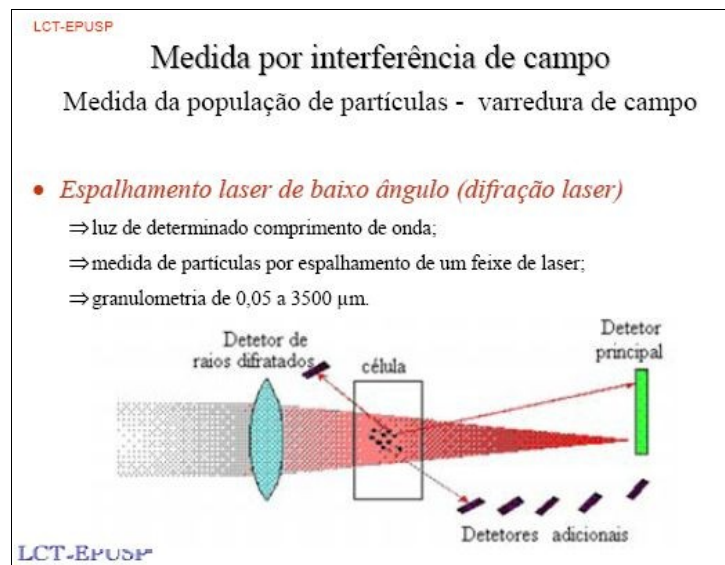 LCT-EPUSP
Medida por interferência de campo
Medida da população de partículas - varredura de campo
• Espalhamento laser de baixo ângulo (difração laser)
⇒ luz de determinado comprimento de onda;
⇒ medida de partículas por espalhamento de um feixe de laser;
⇒ granulometria de 0,05 a 3500 µm.
Detetor de
raios difratados
célula
Detetor
principal
Detetores adicionais
LCT-EPUSP